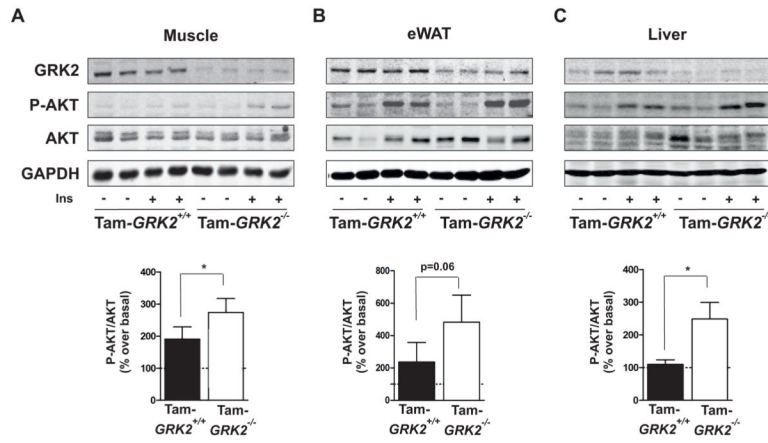 A B C
Muscle eWAT Liver
GRK2
P-AKT
AKT
GAPDH
Ins - - + + - - + + - - + + - - + + - - + + - - + +
Tam-GRK2+/+ Tam-GRK2-/- Tam-GRK2+/+ Tam-GRK2-/- Tam-GRK2+/+ Tam-GRK2-/-
P-AKT/AKT
(% over basal)
400
300
200
100
0
*
Tam-
GRK2+/+
Tam-
GRK2-/-
P-AKT/AKT
(% over basal)
800
600
400
200
0
p=0.06
Tam-
GRK2+/+
Tam-
GRK2-/-
P-AKT/AKT
(% over basal)
400
300
200
100
0
*
Tam-
GRK2+/+
Tam-
GRK2-/-